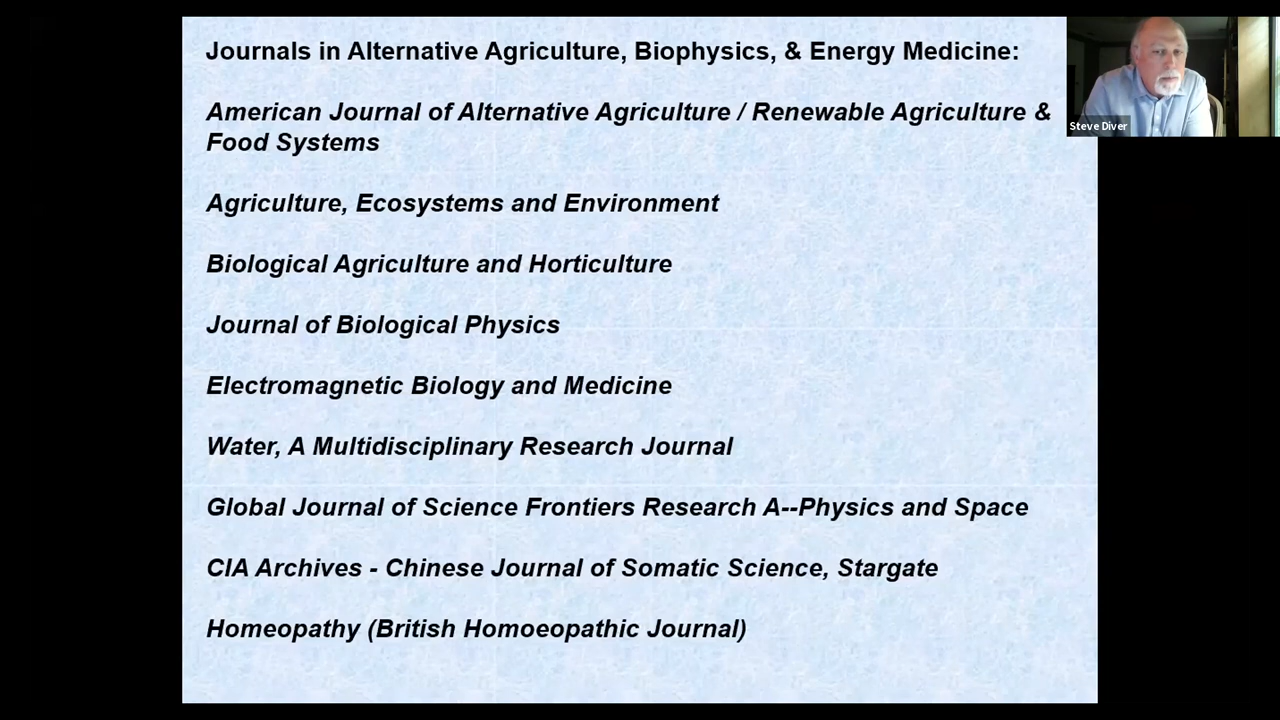 Journals in Alternative Agriculture, Biophysics, & Energy Medicine:
American Journal of Alternative Agriculture / Renewable Agriculture &
Food Systems
Agriculture, Ecosystems and Environment
Biological Agriculture and Horticulture
Journal of Biological Physics
Electromagnetic Biology and Medicine
Water, A Multidisciplinary Research Journal
Global Journal of Science Frontiers Research A--Physics and Space
CIA Archives - Chinese Journal of Somatic Science, Stargate
Homeopathy (British Homoeopathic Journal)
Steve Diver